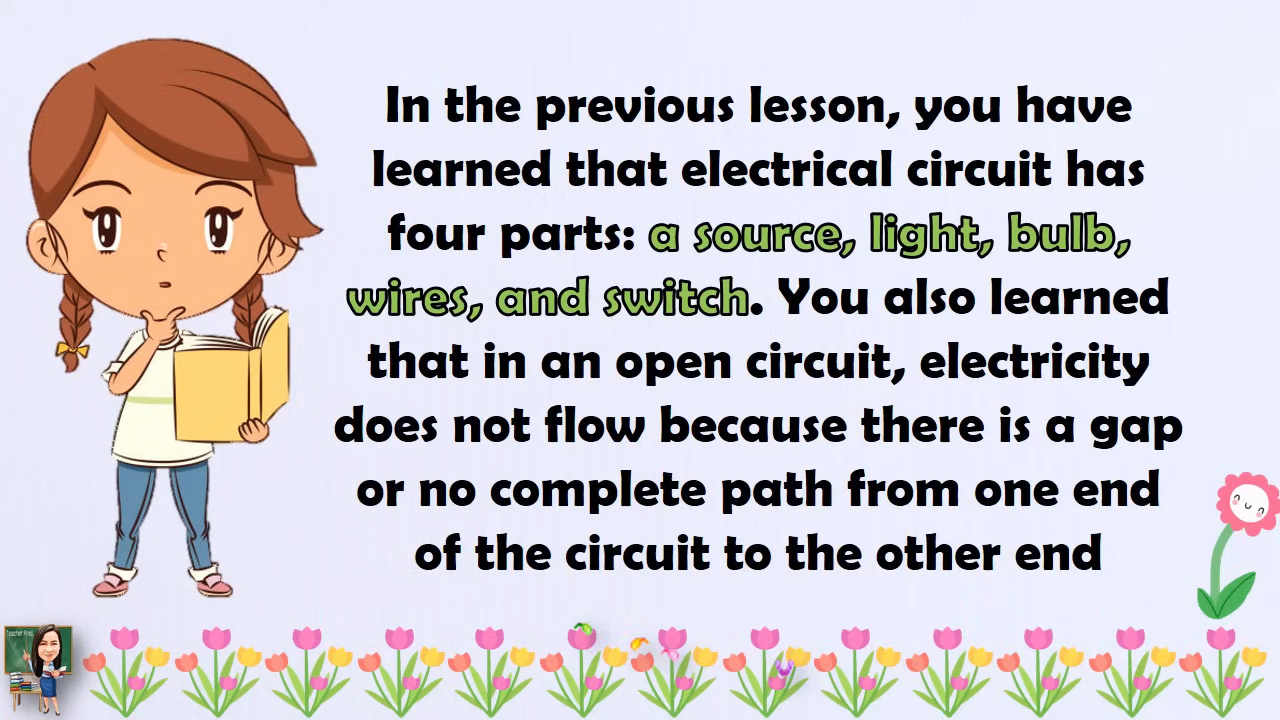 In the previous lesson, you have
learned that electrical circuit has
four parts: a source, light, bulb,
wires, and switch. You also learned
that in an open circuit, electricity
does not flow because there is a gap
or no complete path from one end
of the circuit to the other end